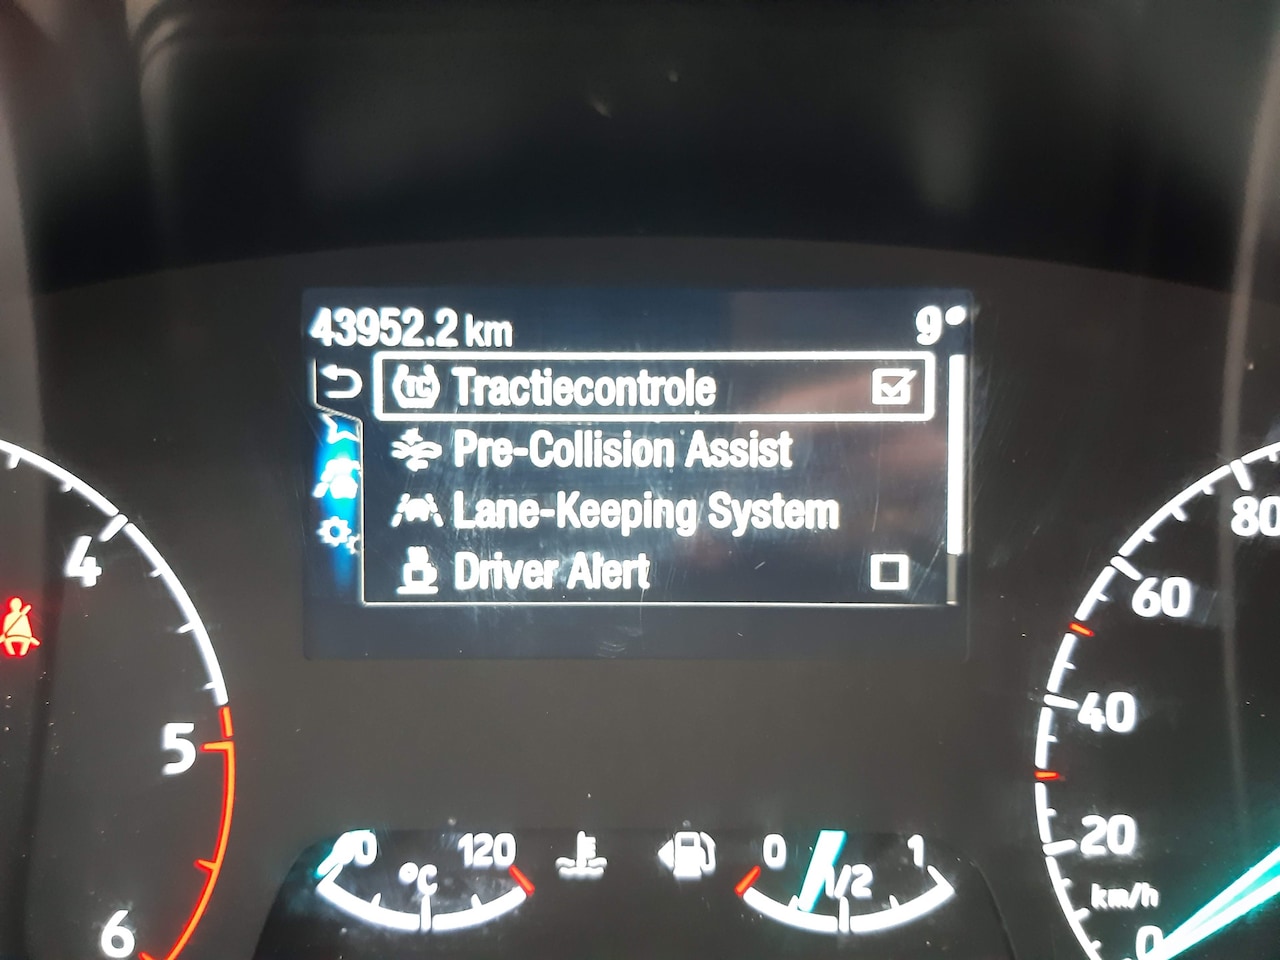 43952.2 km 9°
TC Tractiecontrole
Pre-Collision Assist
Lane-Keeping System
Driver Alert
4
5
6
80
60
40
20
km/h
0
120
°C
0
1/2
1